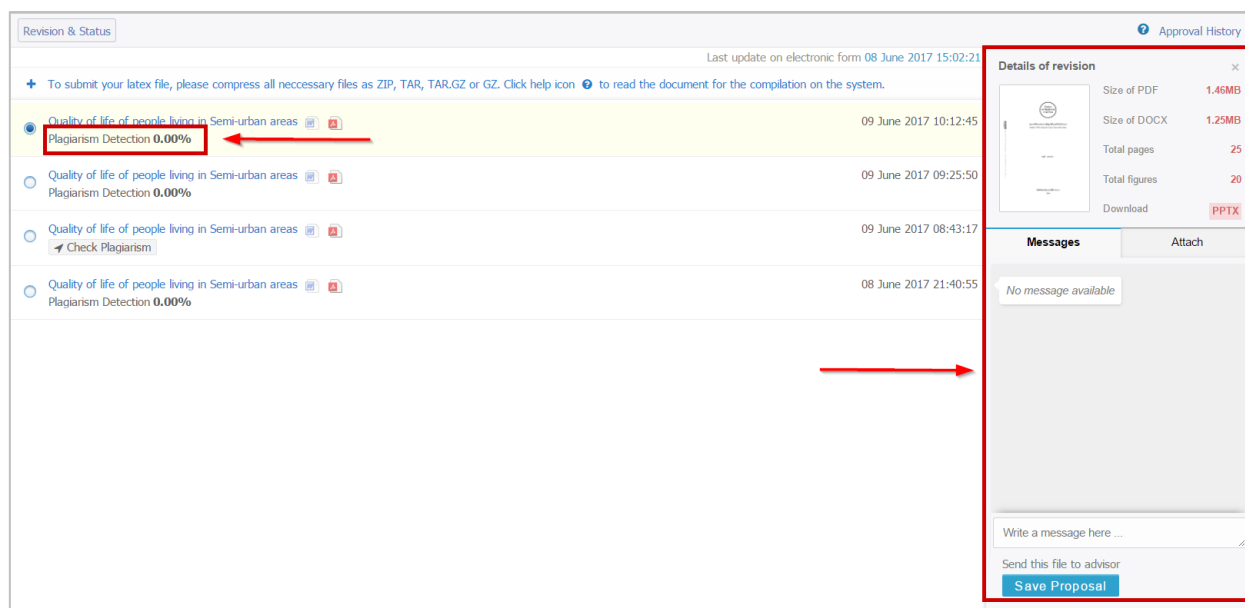 Revision & Status
Approval History
Last update on electronic form 08 June 2017 15:02:21
To submit your latex file, please compress all neccessary files as ZIP, TAR, TAR.GZ or GZ. Click help icon to read the document for the compilation on the system.
Quality of life of people living in Semi-urban areas
09 June 2017 10:12:45
Plagiarism Detection 0.00%
Quality of life of people living in Semi-urban areas
09 June 2017 09:25:50
Plagiarism Detection 0.00%
Quality of life of people living in Semi-urban areas
09 June 2017 08:43:17
Check Plagiarism
Quality of life of people living in Semi-urban areas
08 June 2017 21:40:55
Plagiarism Detection 0.00%
Details of revision
Size of PDF 1.46MB
Size of DOCX 1.25MB
Total pages 25
Total figures 20
Download PPTX
Messages Attach
No message available
Write a message here ...
Send this file to advisor
Save Proposal